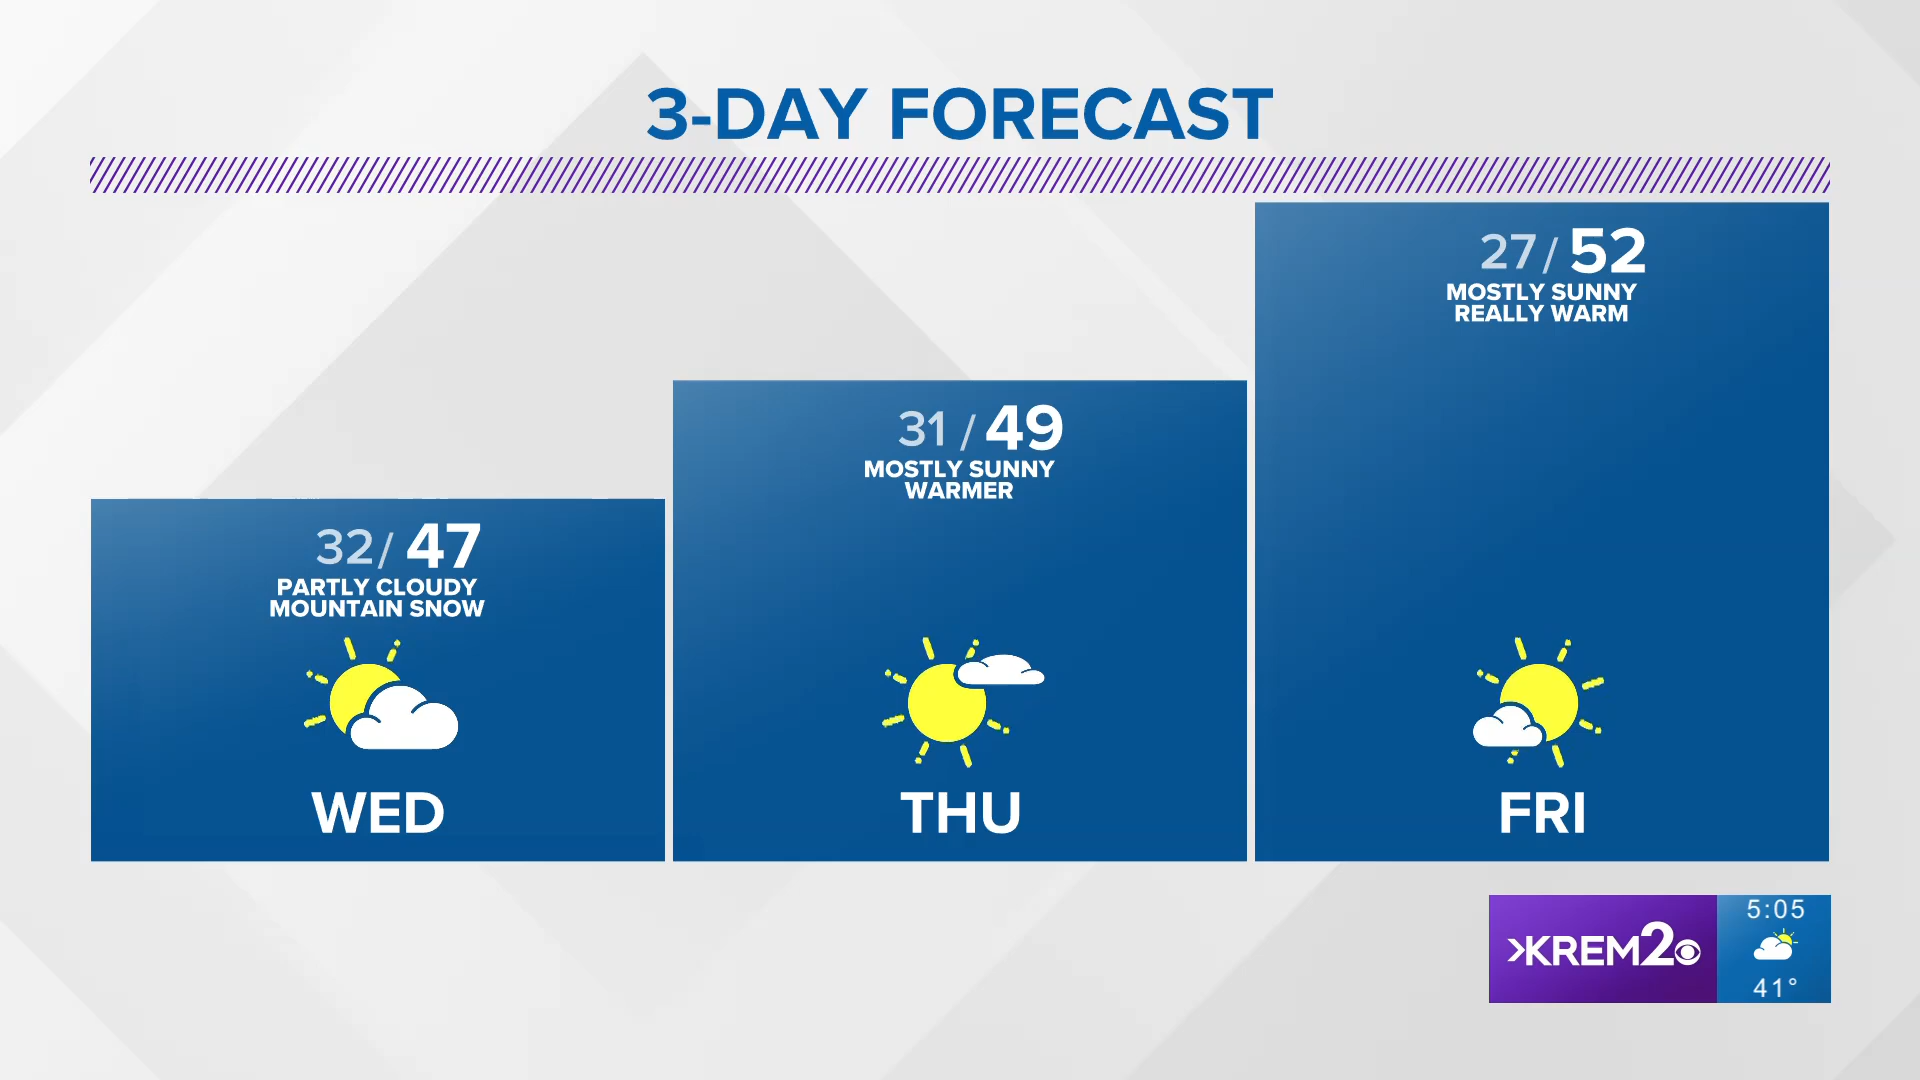 3-DAY FORECAST
32/ 47
PARTLY CLOUDY
MOUNTAIN SNOW
WED
31 / 49
MOSTLY SUNNY
WARMER
THU
27/ 52
MOSTLY SUNNY
REALLY WARM
FRI
KREM2
5:05
41°